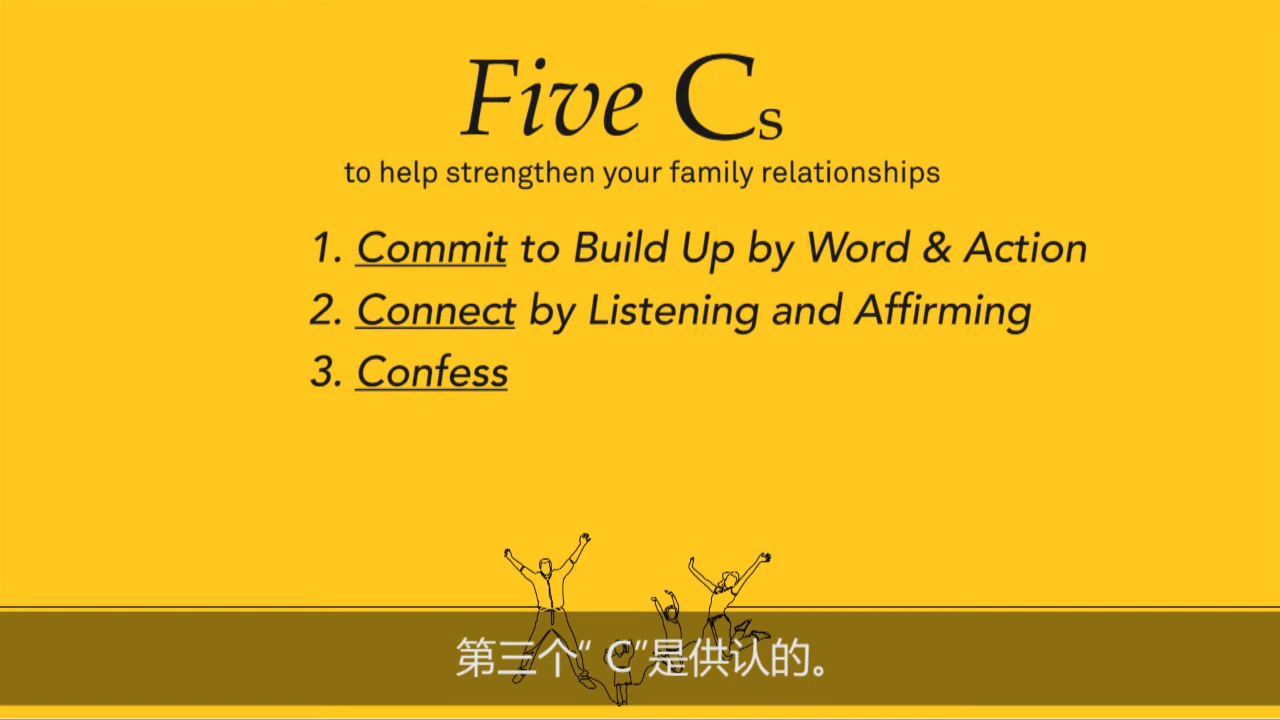 Five Cs
to help strengthen your family relationships
1. Commit to Build Up by Word & Action
2. Connect by Listening and Affirming
3. Confess
第三个“ C”是供认的。